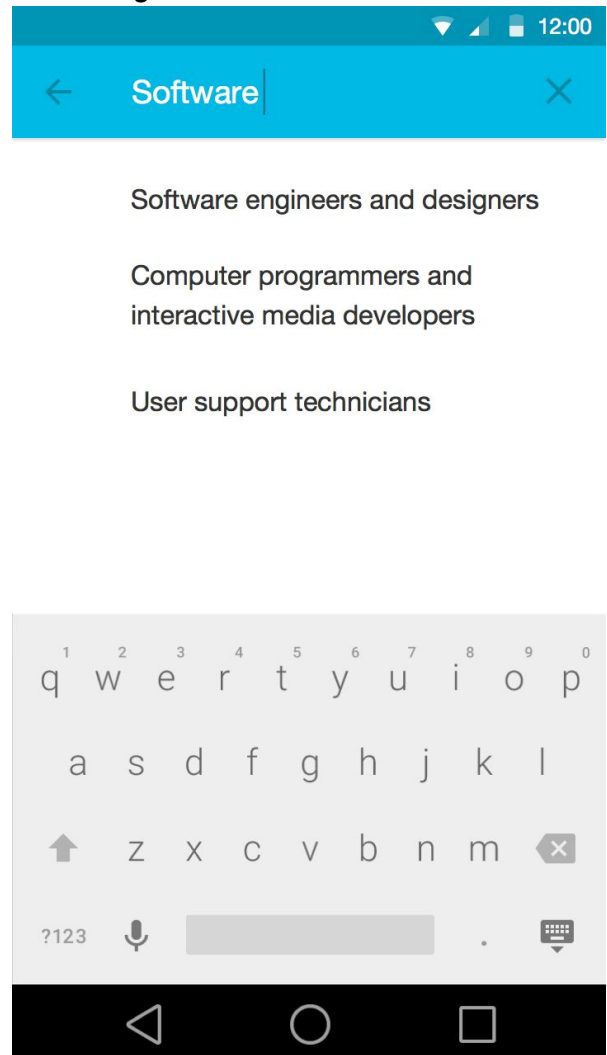 12:00
Software
Software engineers and designers
Computer programmers and
interactive media developers
User support technicians
1 2 3 4 5 6 7 8 9 0
q w e r t y u i o p
a s d f g h j k l
z x c v b n m
?123 .